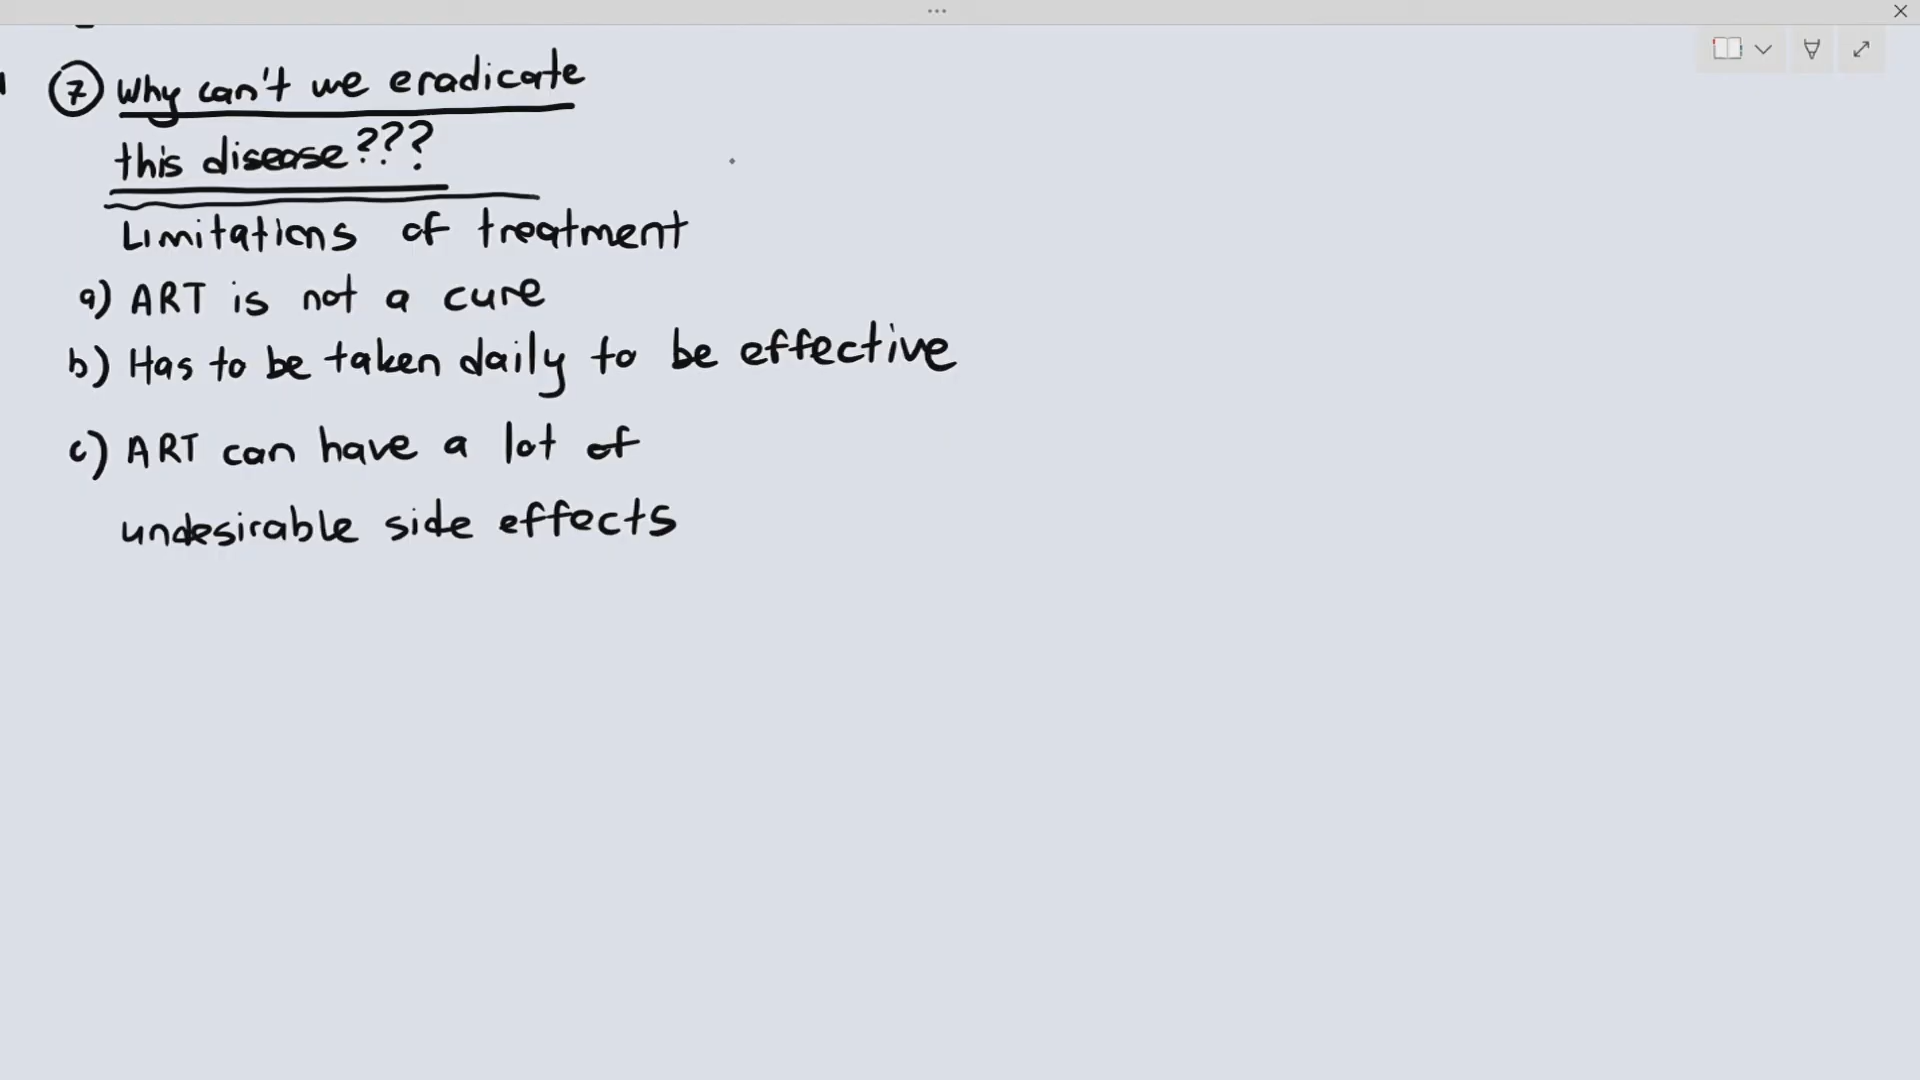 7 Why can't we eradicate
this disease???
Limitations of treatment
a) ART is not a cure
b) Has to be taken daily to be effective
c) ART can have a lot of
undesirable side effects